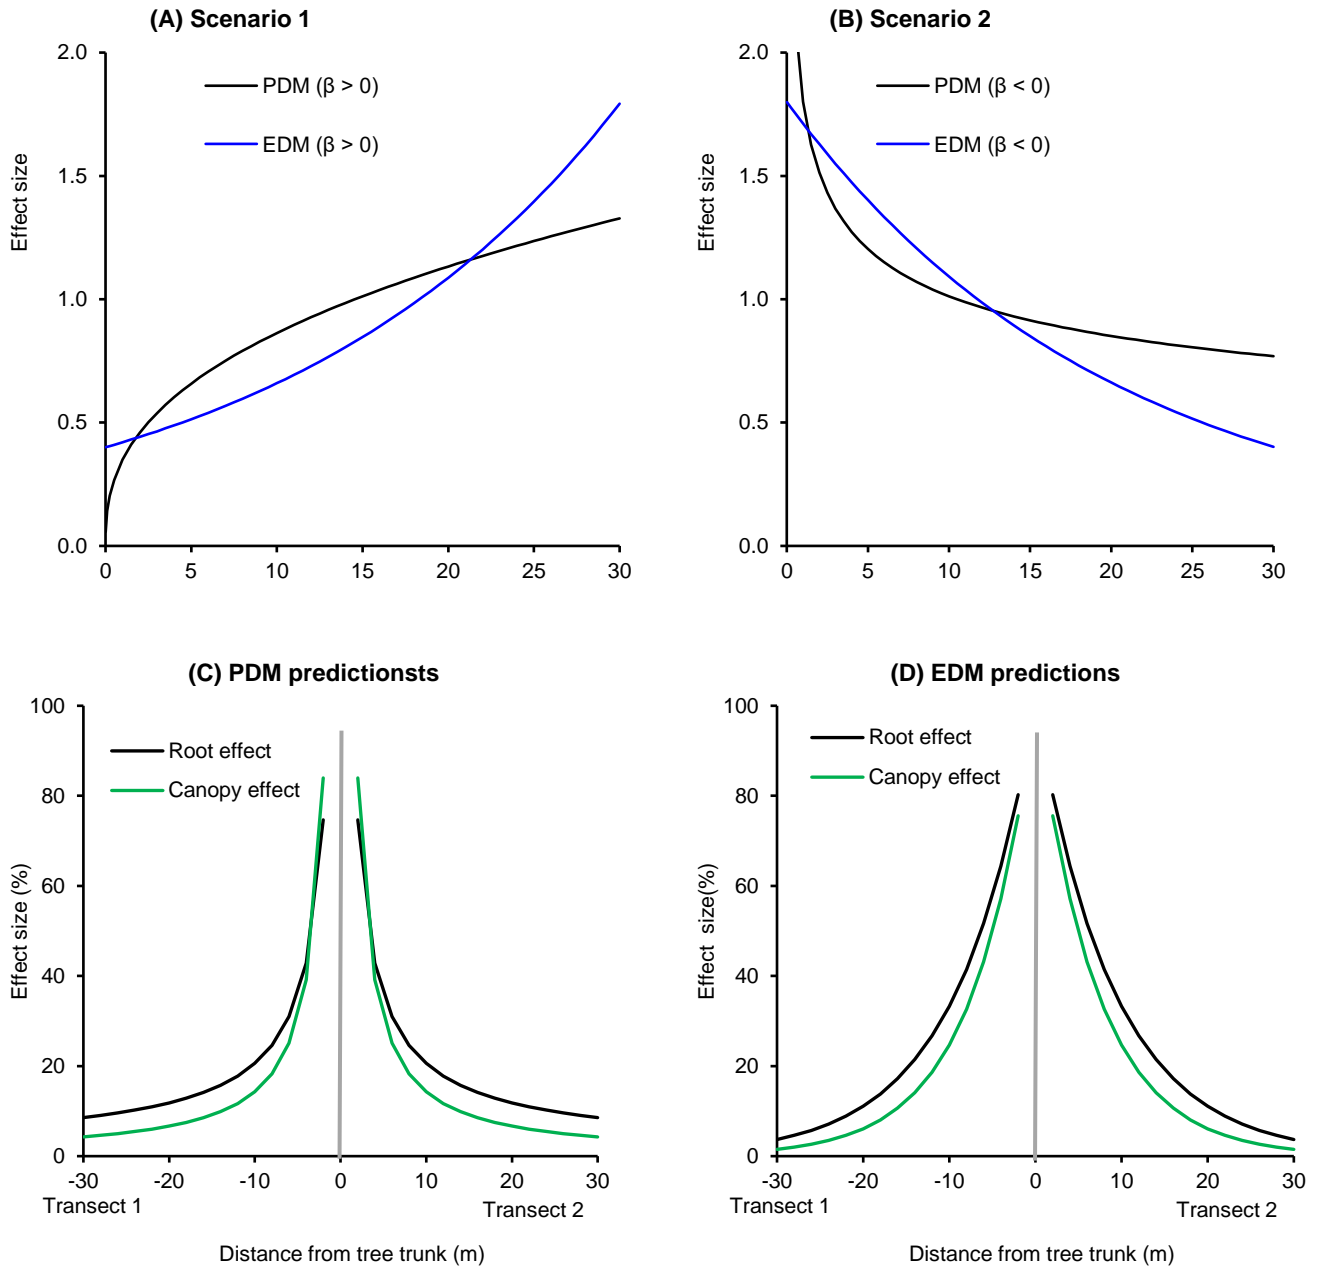 (A) Scenario 1
2.0
1.5
1.0
0.5
0.0
Effect size
PDM (β > 0)
EDM (β > 0)
0 5 10 15 20 25 30
(B) Scenario 2
2.0
1.5
1.0
0.5
0.0
Effect size
PDM (β < 0)
EDM (β < 0)
0 5 10 15 20 25 30
(C) PDM predictionsts
100
80
60
40
20
0
Effect size (%)
Root effect
Canopy effect
-30 -20 -10 0 10 20 30
Transect 1
Transect 2
Distance from tree trunk (m)
(D) EDM predictions
100
80
60
40
20
0
Effect size(%)
Root effect
Canopy effect
-30 -20 -10 0 10 20 30
Transect 1
Transect 2
Distance from tree trunk (m)